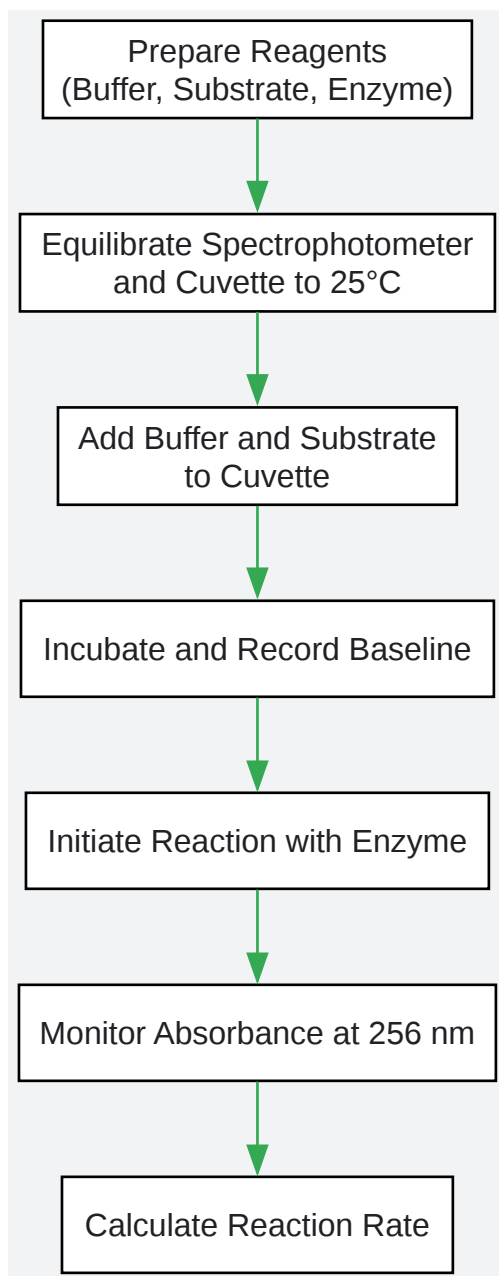 Prepare Reagents
(Buffer, Substrate, Enzyme)
Equilibrate Spectrophotometer
and Cuvette to 25°C
Add Buffer and Substrate
to Cuvette
Incubate and Record Baseline
Initiate Reaction with Enzyme
Monitor Absorbance at 256 nm
Calculate Reaction Rate